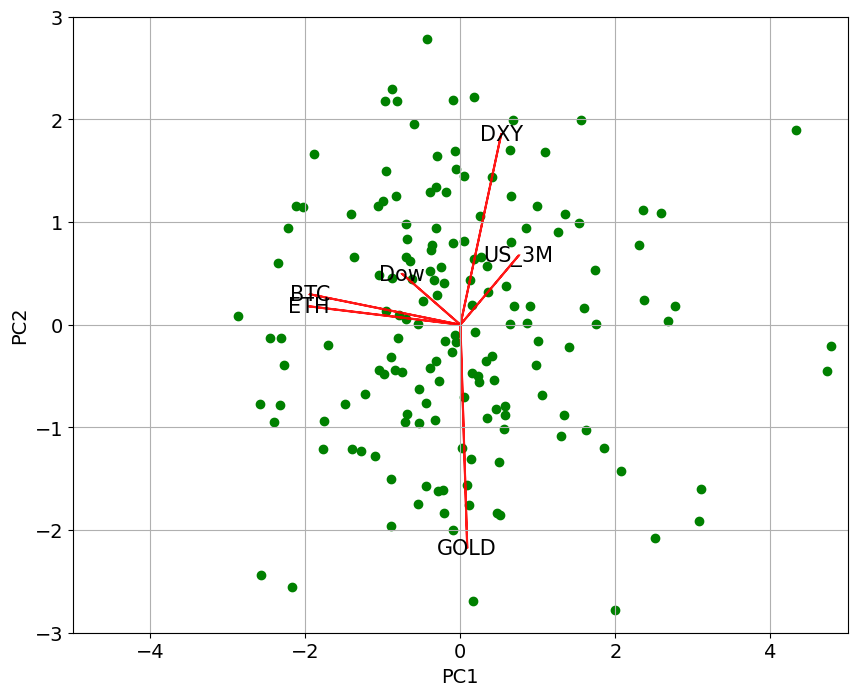 3
2
DXY
1
US_3M
Dow
BTC
ETH
0
PC2
−1
−2
GOLD
−3
−4 −2 0 2 4
PC1